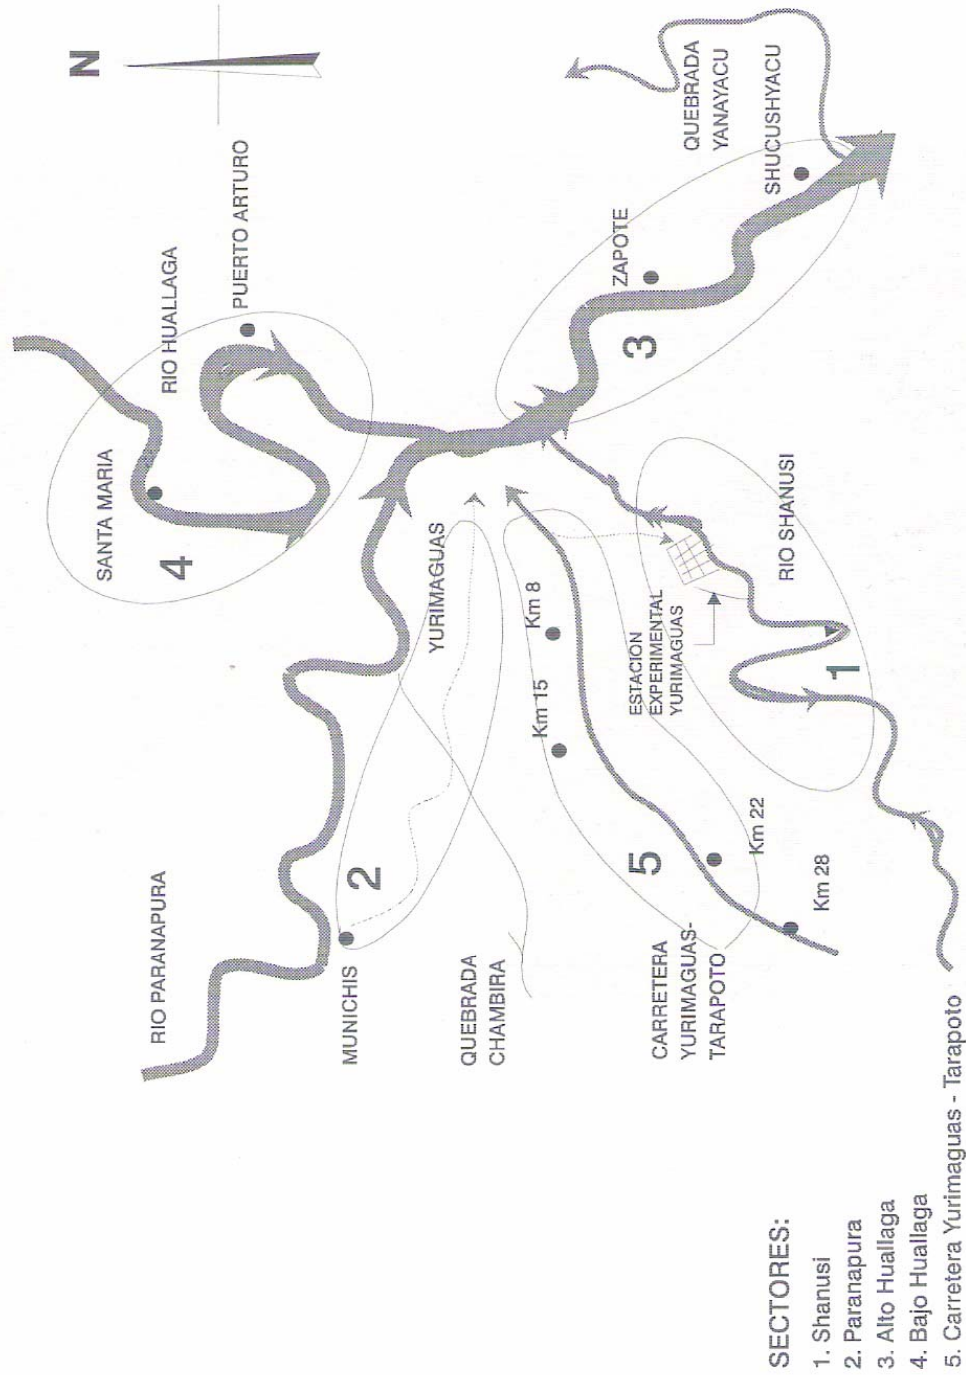 N
RIO PARANAPURA
SANTA MARIA
RIO HUALLAGA
PUERTO ARTURO
4
MUNICHIS
2
YURIMAGUAS
QUEBRADA
CHAMBIRA
Km 15
Km 8
3
ZAPOTE
QUEBRADA
YANAYACU
SHUCUSHYACU
CARRETERA
YURIMAGUAS-
TARAPOTO
5
Km 22
Km 28
ESTACION
EXPERIMENTAL
YURIMAGUAS
RIO SHANUSI
1
SECTORES:
1. Shanusi
2. Paranapura
3. Alto Huallaga
4. Bajo Huallaga
5. Carretera Yurimaguas - Tarapoto